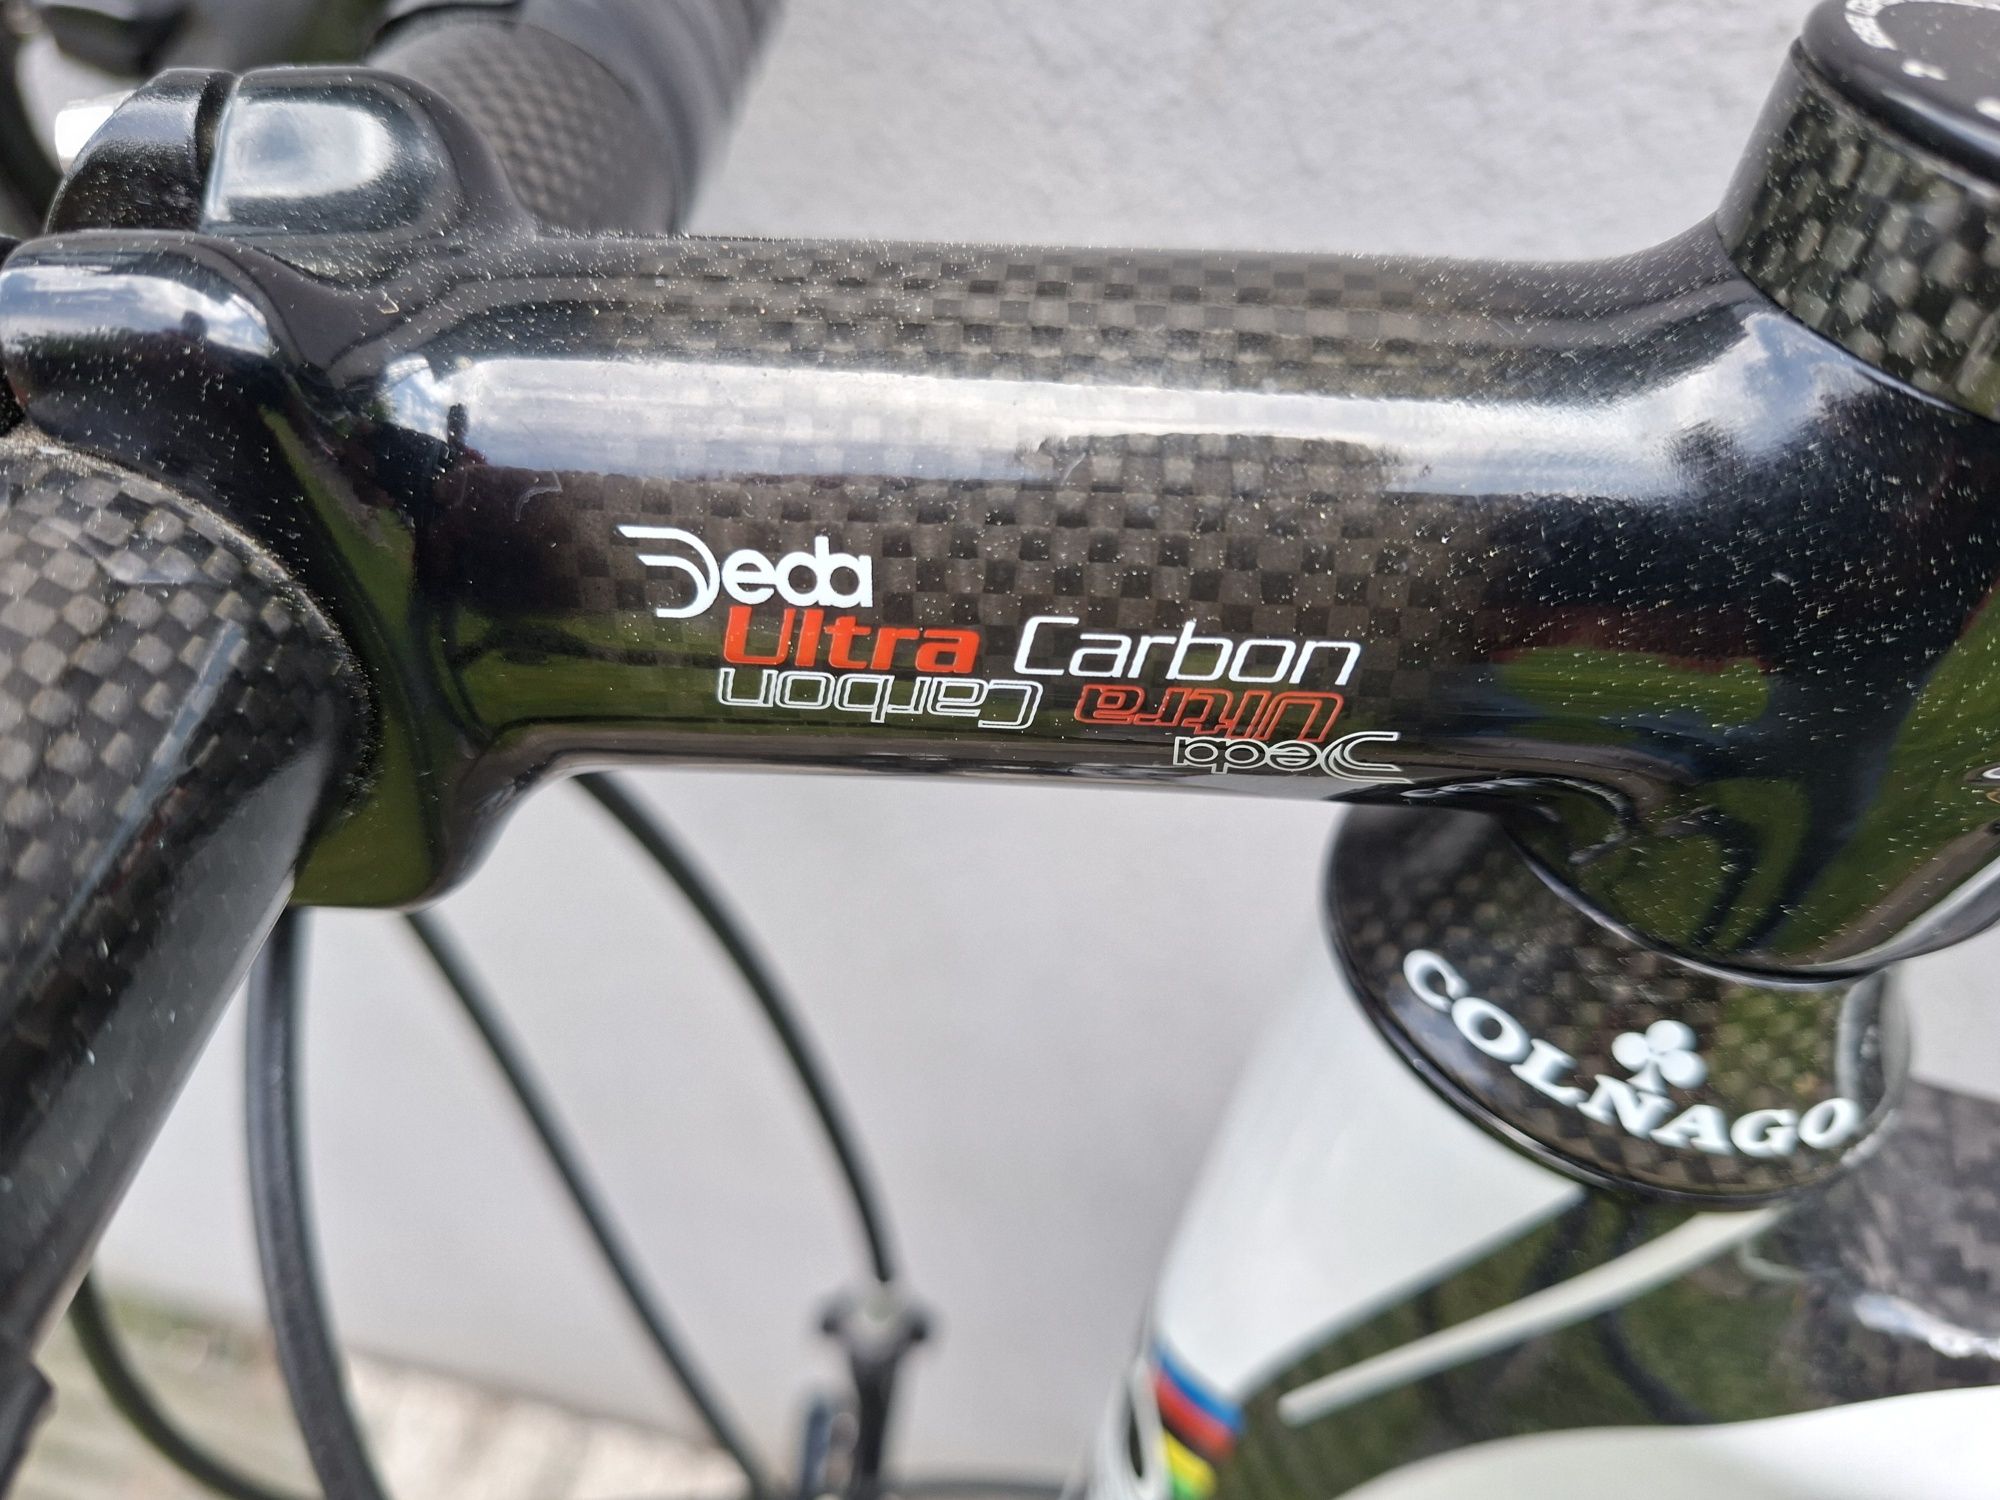 Deda
Ultra Carbon
Ultra Carbon
Deda
COLNAGO